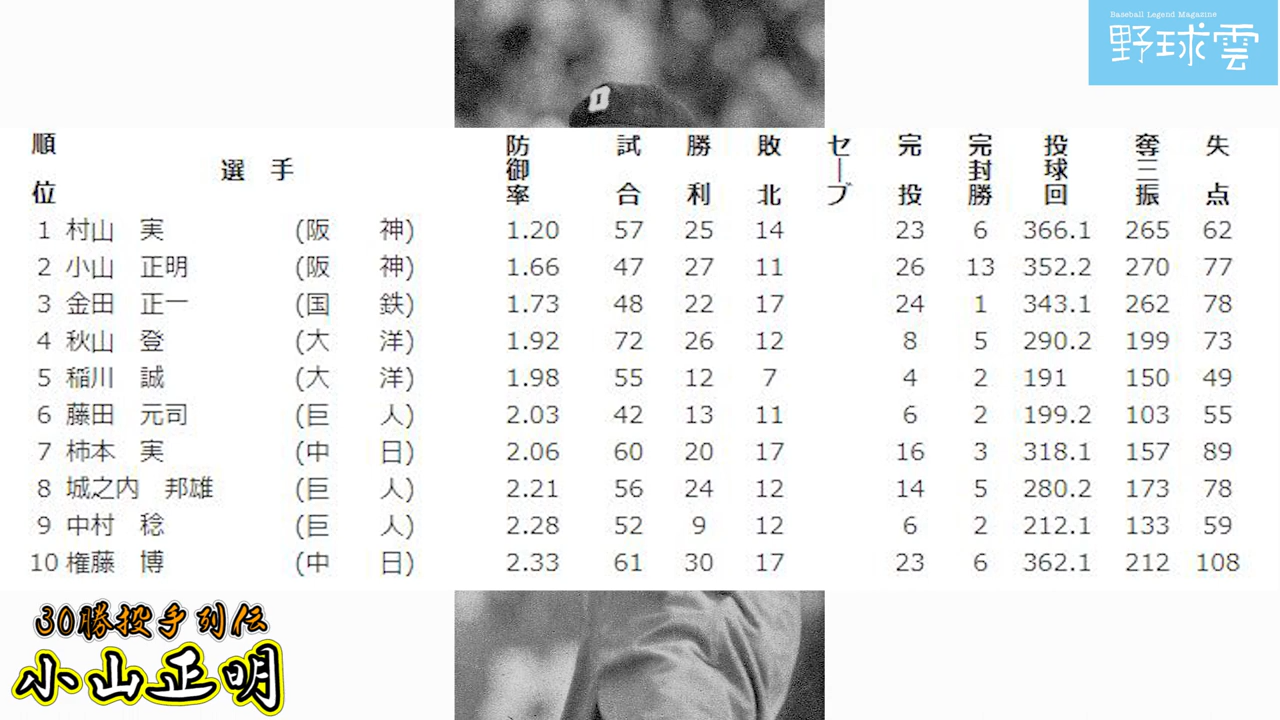 Baseball Legend Magazine
野球雲
順位 選手 防御率 試合 勝利 敗北 セーブ 完投 完封勝 投球回 奪三振 失点
1 村山 実 (阪 神) 1.20 57 25 14 23 6 366.1 265 62
2 小山 正明 (阪 神) 1.66 47 27 11 26 13 352.2 270 77
3 金田 正一 (国 鉄) 1.73 48 22 17 24 1 343.1 262 78
4 秋山 登 (大 洋) 1.92 72 26 12 8 5 290.2 199 73
5 稲川 誠 (大 洋) 1.98 55 12 7 4 2 191 150 49
6 藤田 元司 (巨 人) 2.03 42 13 11 6 2 199.2 103 55
7 柿本 実 (中 日) 2.06 60 20 17 16 3 318.1 157 89
8 城之内 邦雄 (巨 人) 2.21 56 24 12 14 5 280.2 173 78
9 中村 稔 (巨 人) 2.28 52 9 12 6 2 212.1 133 59
10 権藤 博 (中 日) 2.33 61 30 17 23 6 362.1 212 108
30勝投手列伝
小山正明